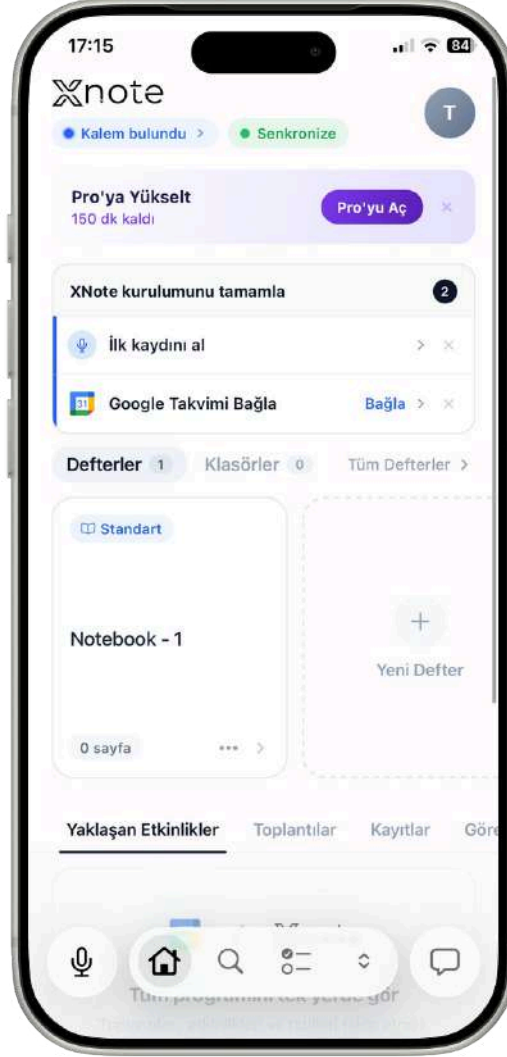 17:15
84
Xnote
T
Kalem bulundu >
Senkronize
Pro'ya Yükselt
150 dk kaldı
Pro'yu Aç
XNote kurulumunu tamamla
2
İlk kaydını al
31
Google Takvimi Bağla
Bağla >
Defterler 1
Klasörler 0
Tüm Defterler >
Standart
Notebook - 1
0 sayfa
Yeni Defter
Yaklaşan Etkinlikler
Toplantılar
Kayıtlar
Göre
Tüm programını tek yerde gör